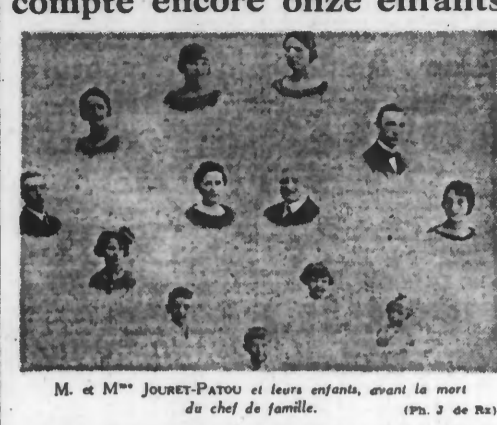 compte encore onze enfants
M. et Mme JOURET-PATOU et leurs enfants, avant la mort
du chef de famille. (Ph. J de Rx)